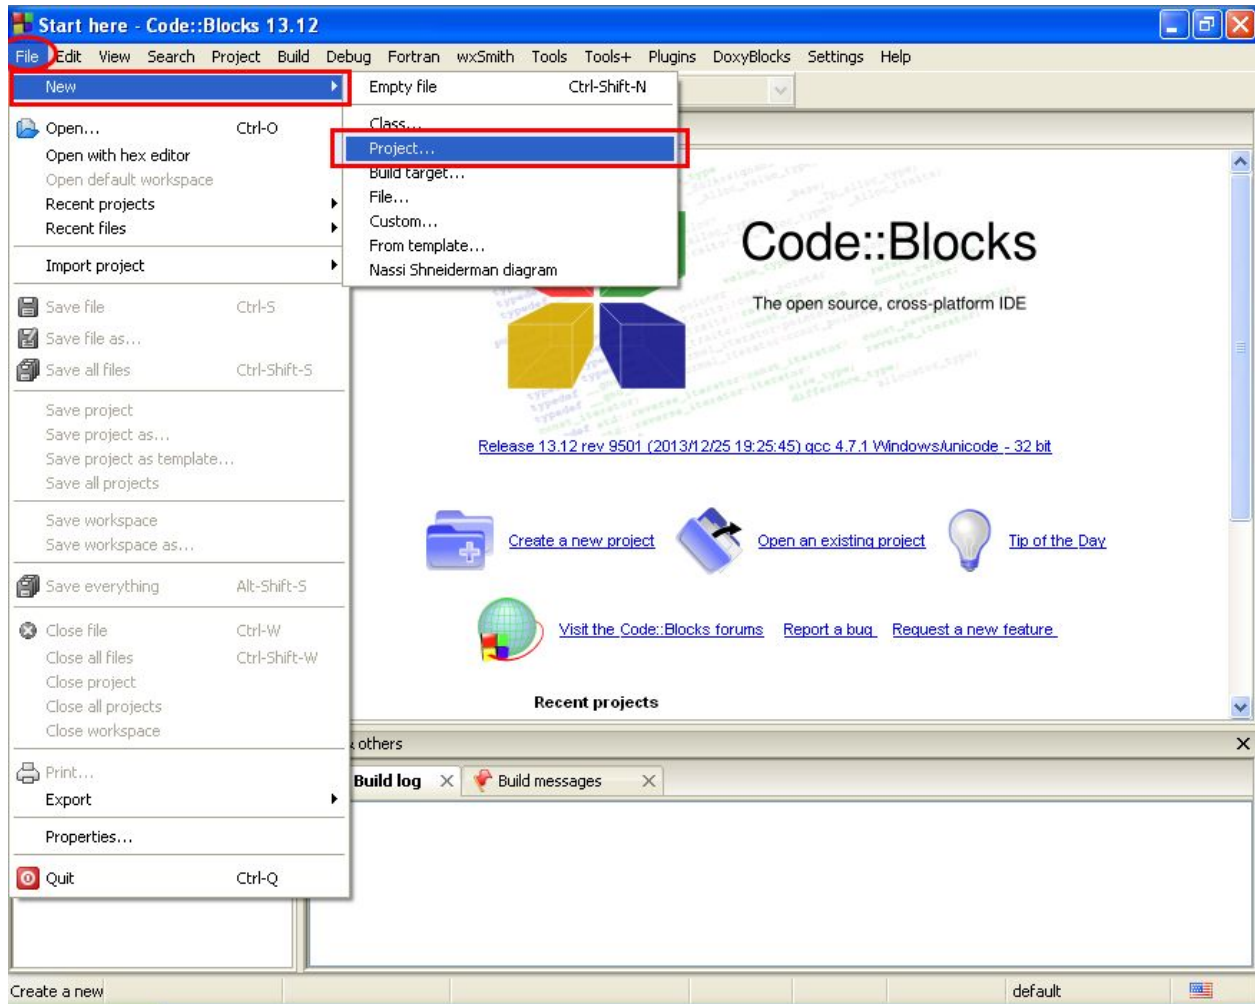 Start here - Code::Blocks 13.12
File Edit View Search Project Build Debug Fortran wxSmith Tools Tools+ Plugins DoxyBlocks Settings Help
New
Open... Ctrl-O
Open with hex editor
Open default workspace
Recent projects
Recent files
Import project
Save file Ctrl-S
Save file as...
Save all files Ctrl-Shift-S
Save project
Save project as...
Save project as template...
Save all projects
Save workspace
Save workspace as...
Save everything Alt-Shift-S
Close file Ctrl-W
Close all files Ctrl-Shift-W
Close project
Close all projects
Close workspace
Print...
Export
Properties...
Quit Ctrl-Q
Empty file Ctrl-Shift-N
Class...
Project...
Build target...
File...
Custom...
From template...
Nassi Shneiderman diagram
Code::Blocks
The open source, cross-platform IDE
Release 13.12 rev 9501 (2013/12/25 19:25:45) gcc 4.7.1 Windows/unicode - 32 bit
Create a new project Open an existing project Tip of the Day
Visit the Code::Blocks forums Report a bug Request a new feature
Recent projects
& others
Build log Build messages
Create a new default